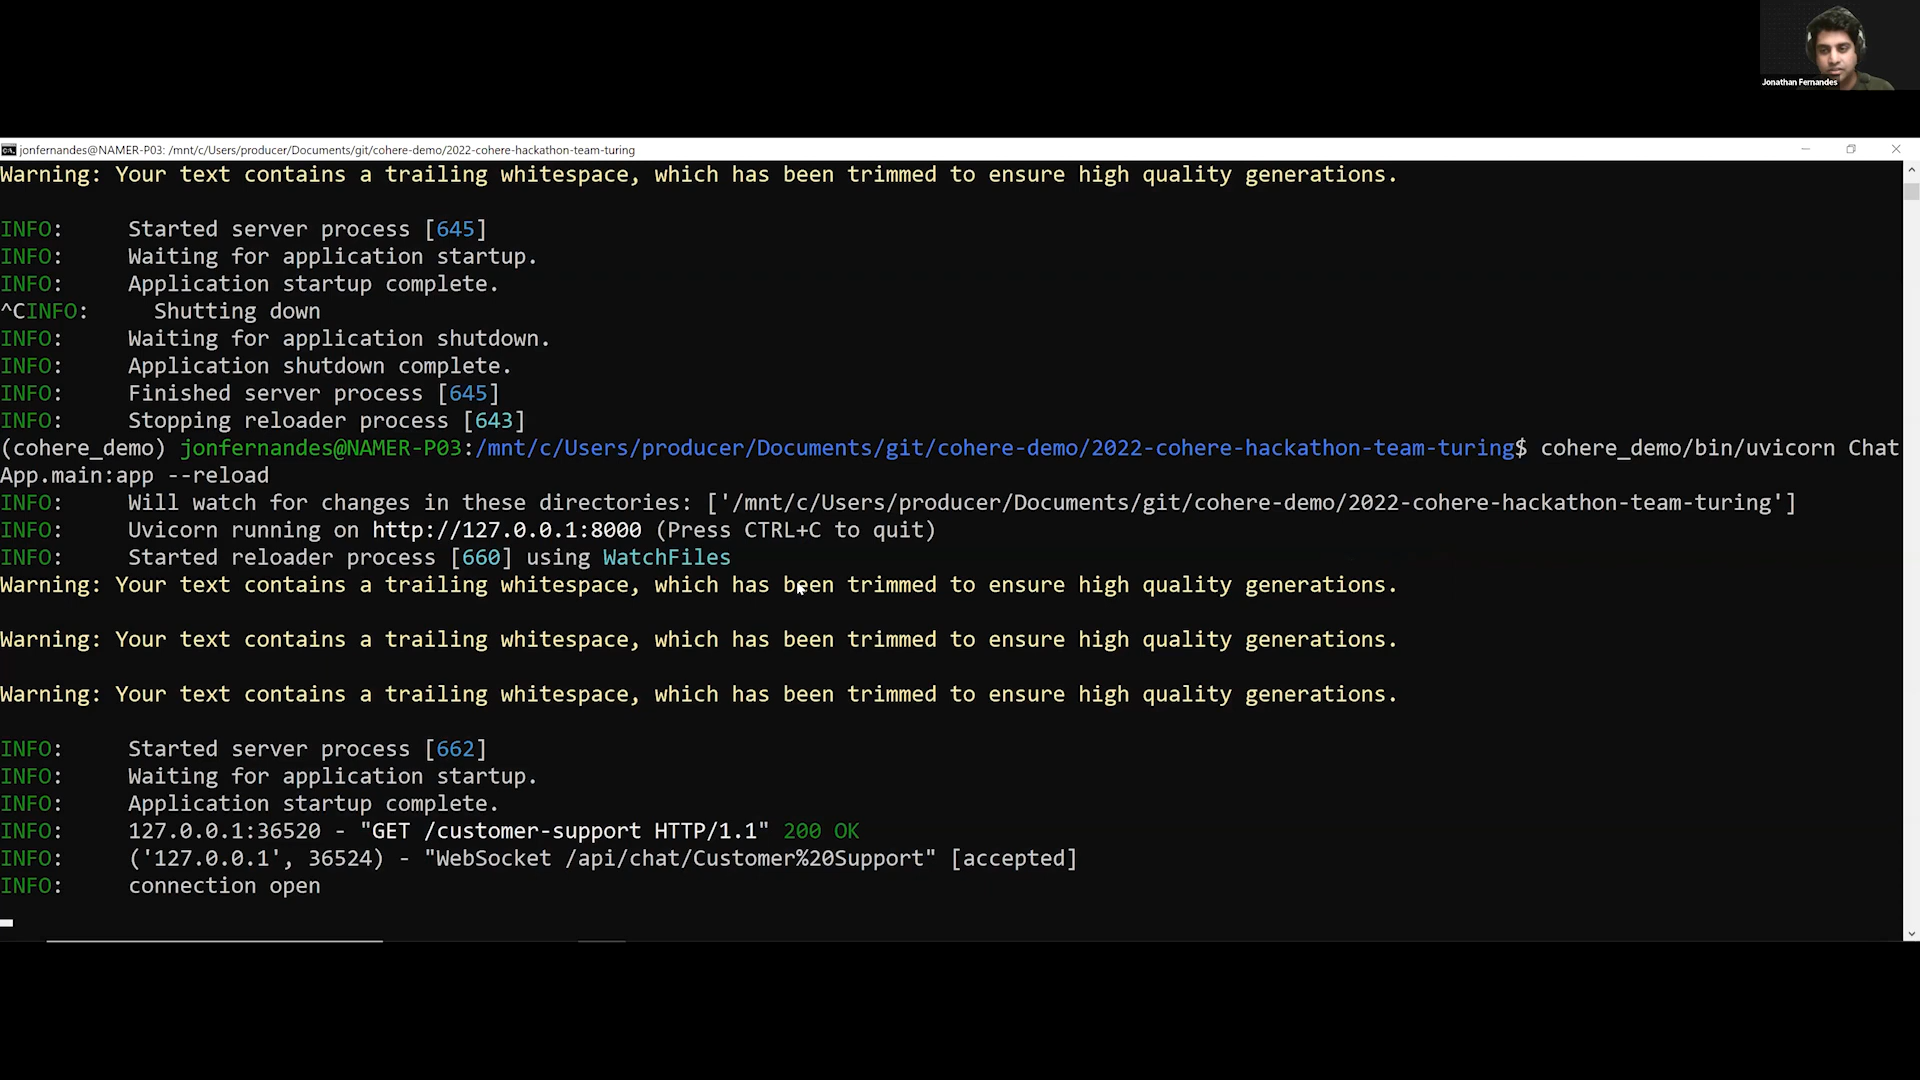 Jonathan Fernandes
jonfernandes@NAMER-P03: /mnt/c/Users/producer/Documents/git/cohere-demo/2022-cohere-hackathon-team-turing
Warning: Your text contains a trailing whitespace, which has been trimmed to ensure high quality generations.
INFO:     Started server process [645]
INFO:     Waiting for application startup.
INFO:     Application startup complete.
^CINFO:     Shutting down
INFO:     Waiting for application shutdown.
INFO:     Application shutdown complete.
INFO:     Finished server process [645]
INFO:     Stopping reloader process [643]
(cohere_demo) jonfernandes@NAMER-P03:/mnt/c/Users/producer/Documents/git/cohere-demo/2022-cohere-hackathon-team-turing$ cohere_demo/bin/uvicorn Chat
App.main:app --reload
INFO:     Will watch for changes in these directories: ['/mnt/c/Users/producer/Documents/git/cohere-demo/2022-cohere-hackathon-team-turing']
INFO:     Uvicorn running on http://127.0.0.1:8000 (Press CTRL+C to quit)
INFO:     Started reloader process [660] using WatchFiles
Warning: Your text contains a trailing whitespace, which has been trimmed to ensure high quality generations.
Warning: Your text contains a trailing whitespace, which has been trimmed to ensure high quality generations.
Warning: Your text contains a trailing whitespace, which has been trimmed to ensure high quality generations.
INFO:     Started server process [662]
INFO:     Waiting for application startup.
INFO:     Application startup complete.
INFO:     127.0.0.1:36520 - "GET /customer-support HTTP/1.1" 200 OK
INFO:     ('127.0.0.1', 36524) - "WebSocket /api/chat/Customer%20Support" [accepted]
INFO:     connection open